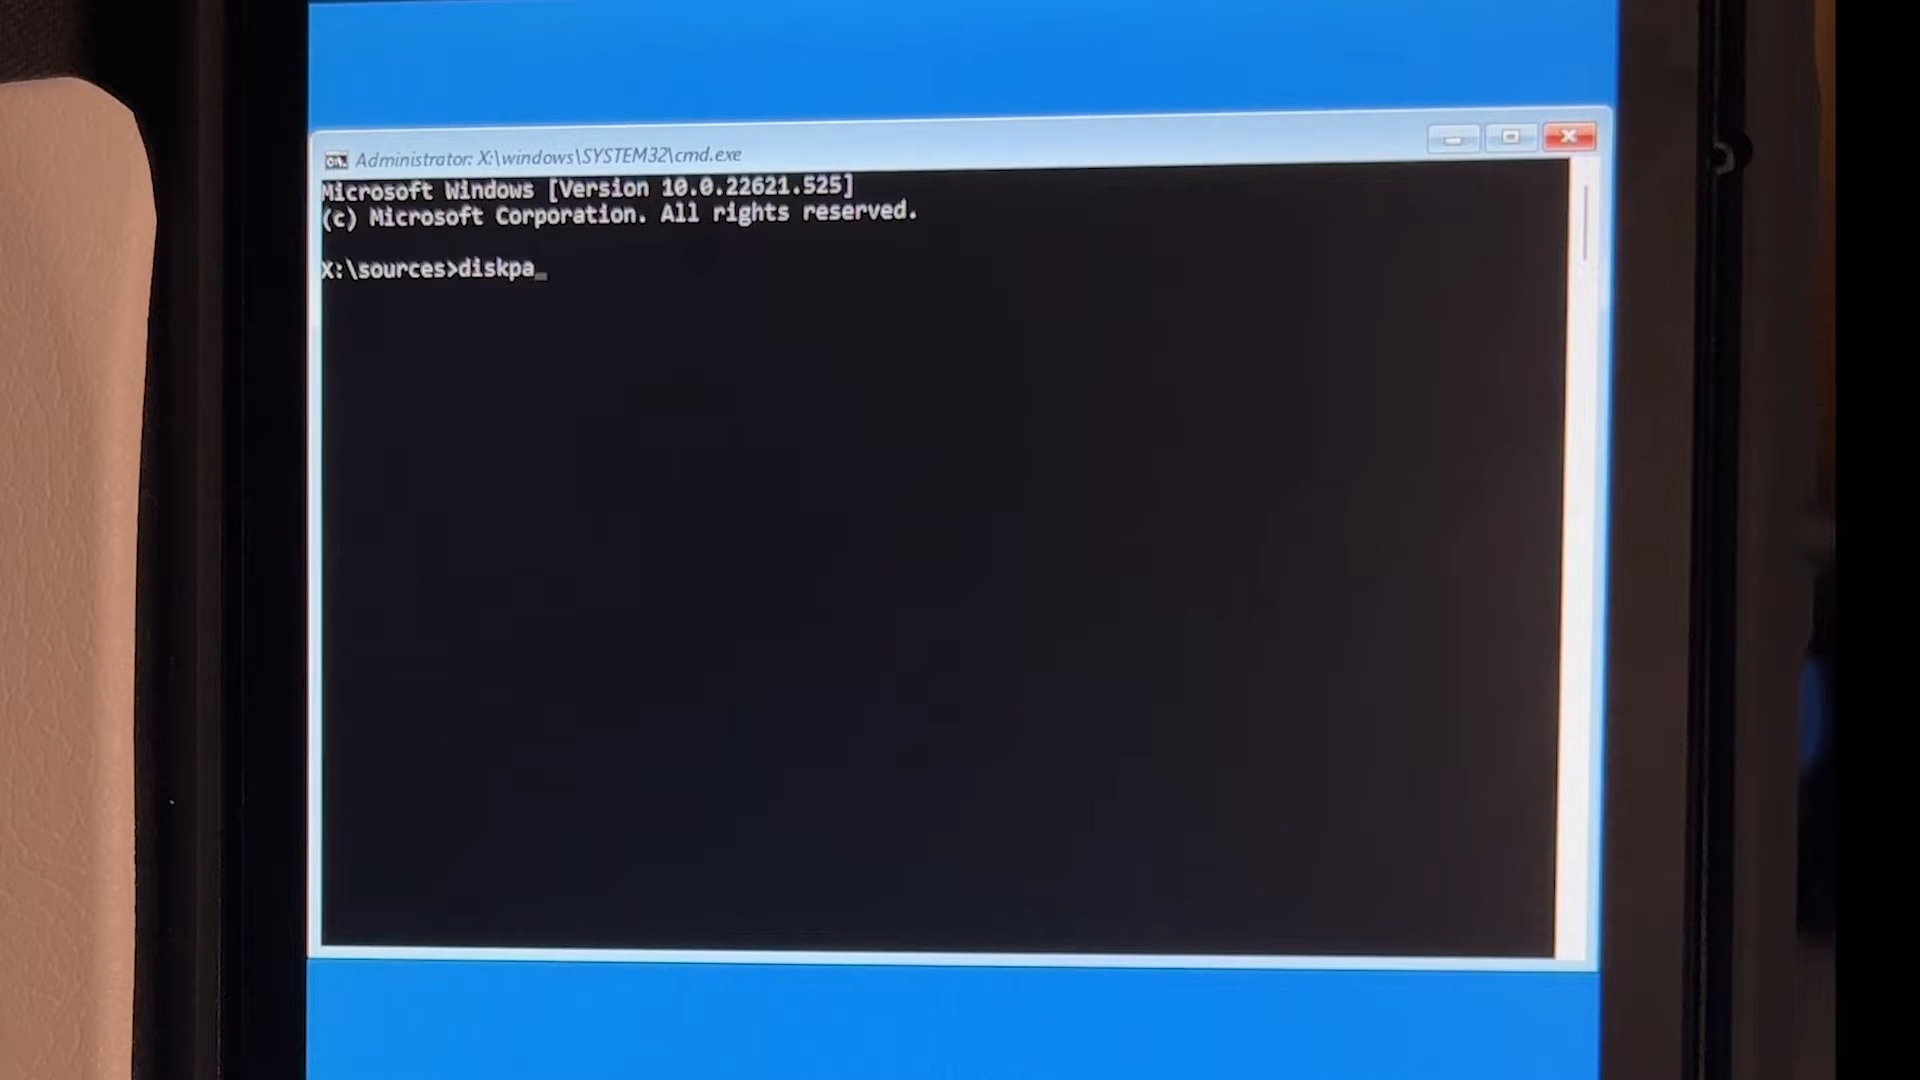 Administrator: X:\windows\SYSTEM32\cmd.exe
Microsoft Windows [Version 10.0.22621.525]
(c) Microsoft Corporation. All rights reserved.
X:\sources>diskpa_